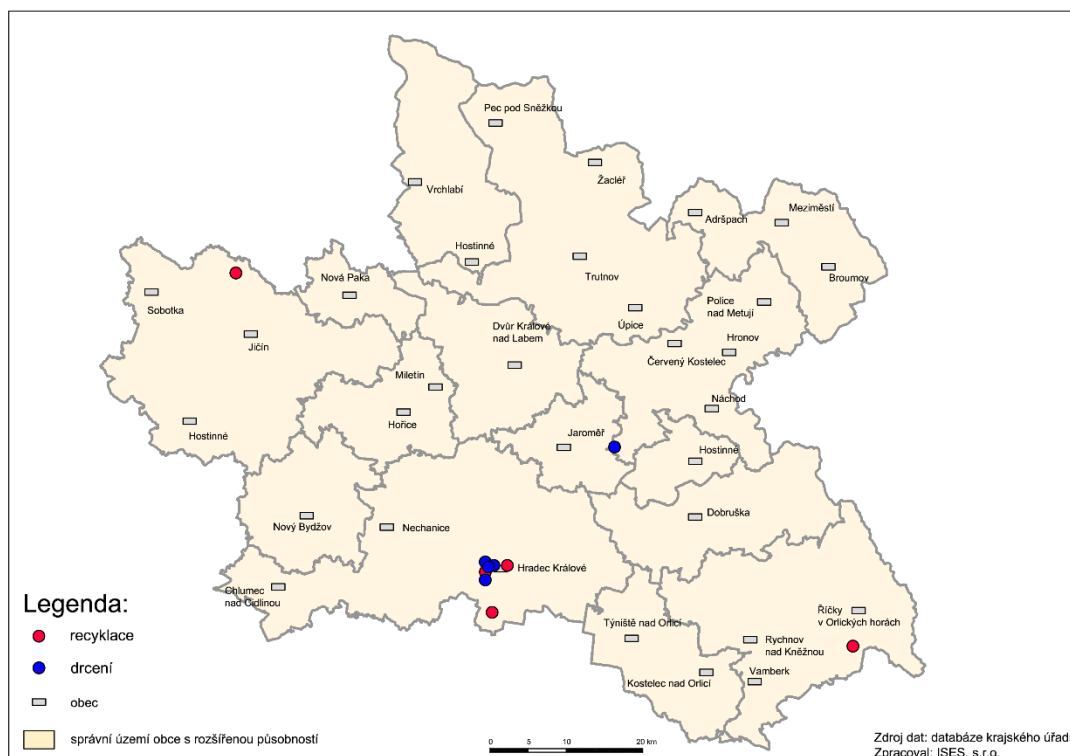 Pec pod Sněžkou
Žacléř
Vrchlabí
Adršpach
Meziměstí
Hostinné
Trutnov
Broumov
Nová Paka
Sobotka
Police
nad Metují
Úpice
Dvůr Králové
nad Labem
Hronov
Jičín
Červený Kostelec
Miletín
Hostinné
Hořice
Náchod
Jaroměř
Hostinné
Nový Bydžov
Nechanice
Dobruška
Hradec Králové
Chlumec
nad Cidlinou
Říčky
v Orlických horách
Týniště nad Orlicí
Rychnov
nad Kněžnou
Vamberk
Kostelec nad Orlicí
Legenda:
recyklace
drcení
obec
správní území obce s rozšířenou působností
0 5 10 20 km
Zdroj dat: databáze krajského úřad
Zpracoval: ISES, s.r.o.